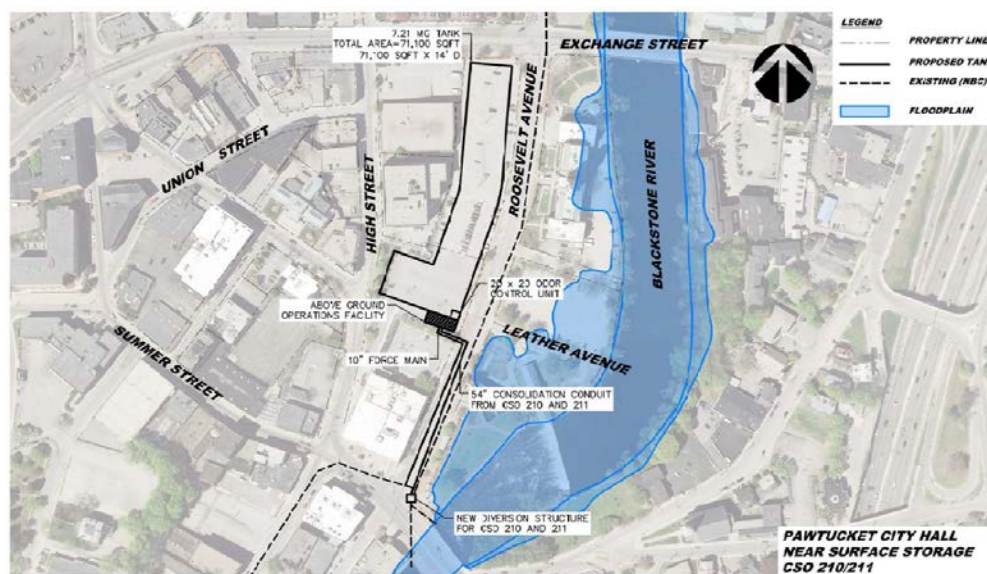 7.21 MG TANK
TOTAL AREA=71,100 SQFT
71,100 SQFT X 14' D.
EXCHANGE STREET
LEGEND
PROPERTY LINE
PROPOSED TANK
EXISTING (NBC)
FLOODPLAIN
UNION STREET
HIGH STREET
ROOSEVELT AVENUE
BLACKSTONE RIVER
20 x 20 ODOR
CONTROL UNIT
ABOVE GROUND
OPERATIONS FACILITY
LEATHER AVENUE
SUMMER STREET
10" FORCE MAIN
54" CONSOLIDATION CONDUIT
FROM CSO 210 AND 211
NEW DIVERSION STRUCTURE
FOR CSO 210 AND 211
PAWTUCKET CITY HALL
NEAR SURFACE STORAGE
CSO 210/211